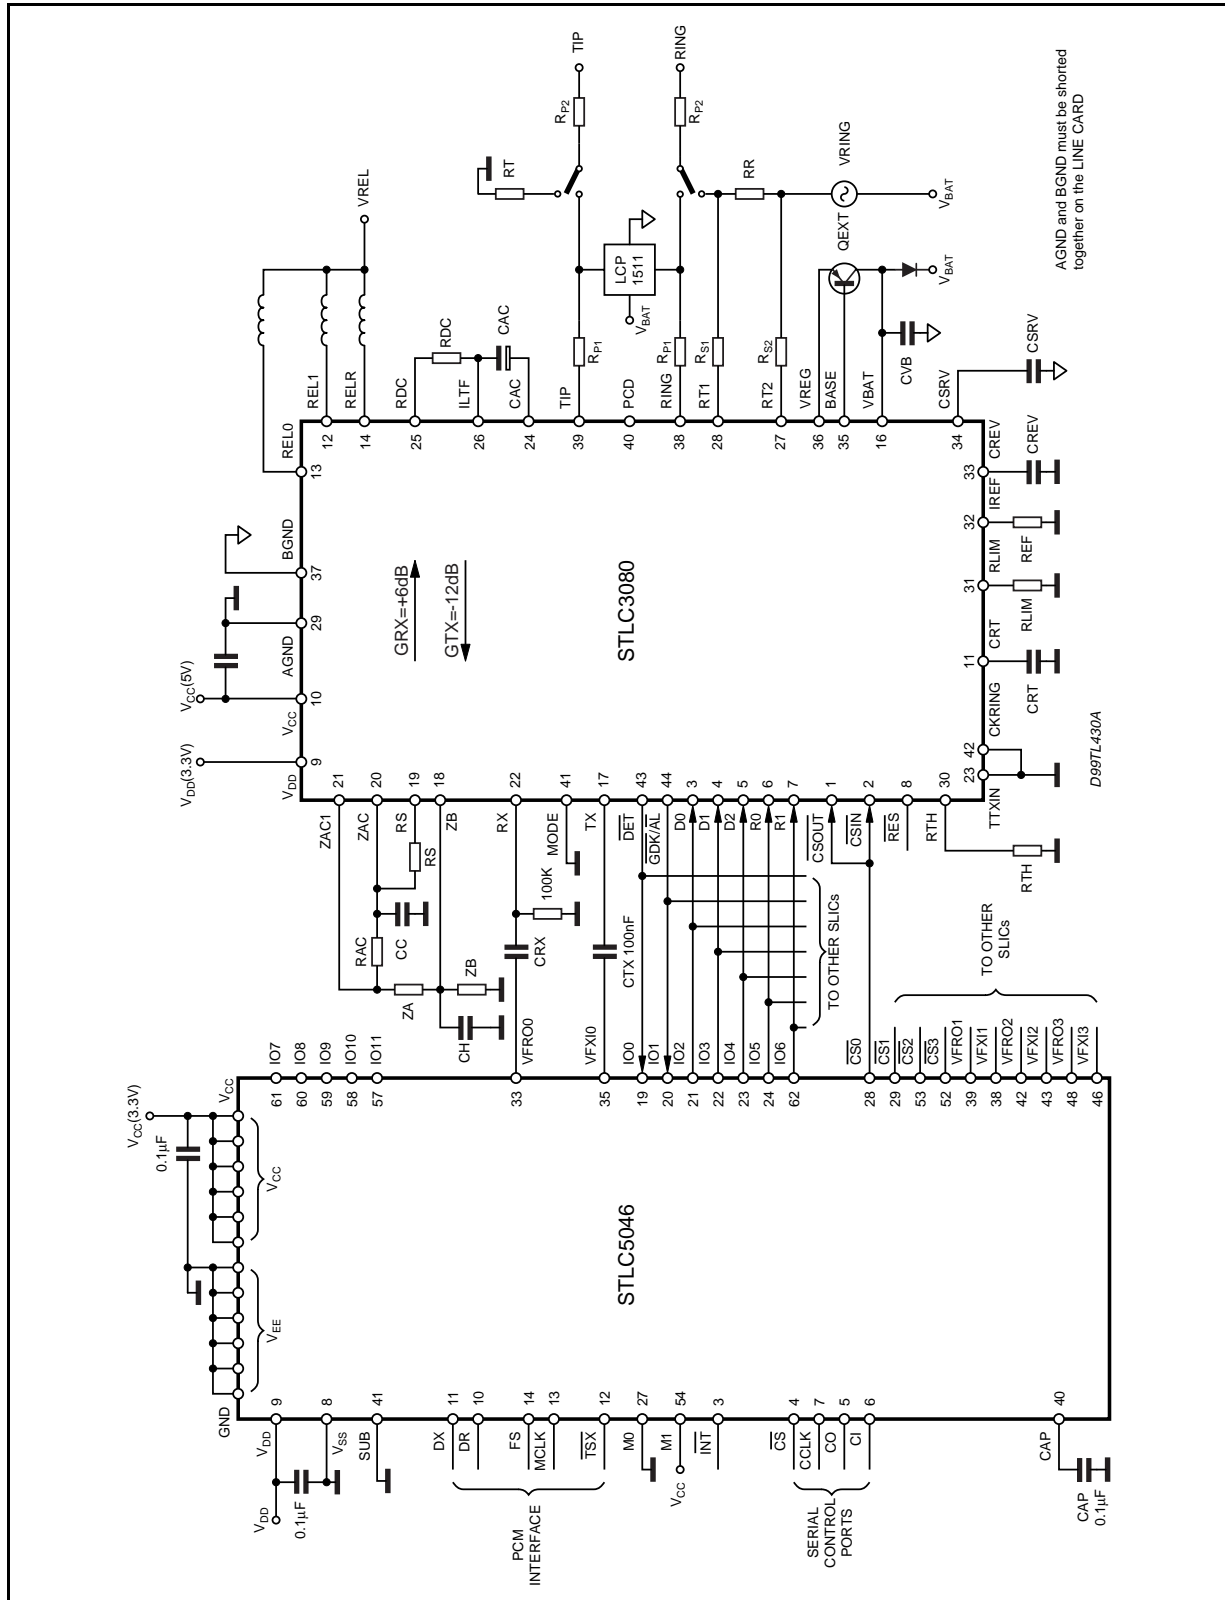 VDD
0.1µF
VDD
9
VSS
8
SUB
41
GND
VEE
VCC
0.1µF
VCC(3.3V)
VCC
PCM
INTERFACE
DX
11
DR
10
FS
14
MCLK
13
TSX
12
M0
27
M1
54
VCC
INT
3
SERIAL
CONTROL
PORTS
CS
4
CCLK
7
CO
5
CI
6
CAP
40
CAP
0.1µF
STLC5046
61
IO7
60
IO8
59
IO9
58
IO10
57
IO11
33
VFRO0
35
VFXI0
19
IO0
20
IO1
21
IO2
22
IO3
23
IO4
24
IO5
62
IO6
28
CS0
29
CS1
53
CS2
52
CS3
39
VFRO1
38
VFXI1
42
VFRO2
43
VFXI2
48
VFRO3
46
VFXI3
TO OTHER
SLICs
TO OTHER SLICs
CH
ZB
ZA
RAC
CC
RS
CRX
100K
CTX 100nF
RTH
VDD(3.3V)
VDD
9
VCC(5V)
VCC
10
AGND
29
BGND
37
REL0
13
ZAC1
21
ZAC
20
RS
19
ZB
18
RX
22
MODE
41
TX
17
DET
43
GDK/AL
44
D0
3
D1
4
D2
5
R0
6
R1
7
CSOUT
1
CSIN
2
RES
8
RTH
30
GRX=+6dB
GTX=-12dB
STLC3080
TTXIN
23
CKRING
42
CRT
11
CRT
RLIM
31
RLIM
IREF
32
REF
CREV
33
CREV
12
REL1
14
RELR
VREL
25
RDC
RDC
26
ILTF
24
CAC
CAC
39
TIP
RP1
40
PCD
38
RING
RP1
28
RT1
RS1
27
RT2
RS2
36
VREG
35
BASE
16
VBAT
34
CSRV
CSRV
CVB
VBAT
LCP
1511
RT
RP2
TIP
RP2
RING
RR
VRING
VBAT
QEXT
VBAT
AGND and BGND must be shorted
together on the LINE CARD
D99TL430A